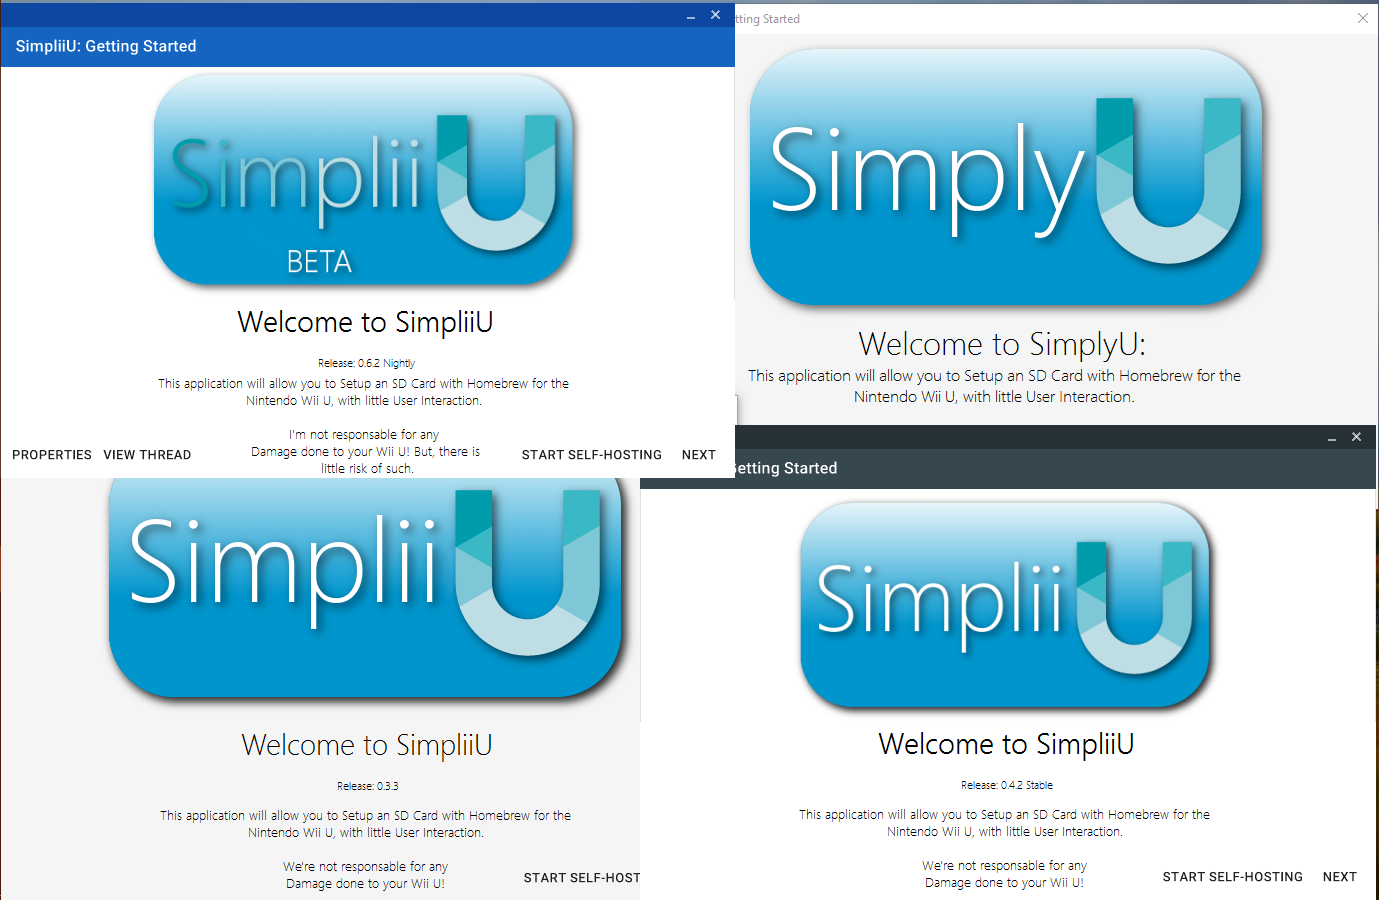 SimpliiU: Getting Started
Simplii U
BETA
Welcome to SimpliiU
Release: 0.6.2 Nightly
This application will allow you to Setup an SD Card with Homebrew for the
Nintendo Wii U, with little User Interaction.
I'm not responsable for any
Damage done to your Wii U! But, there is
little risk of such.
PROPERTIES VIEW THREAD START SELF-HOSTING NEXT
tting Started
Simply U
Welcome to SimplyU:
This application will allow you to Setup an SD Card with Homebrew for the
Nintendo Wii U, with little User Interaction.
Simplii U
Welcome to SimpliiU
Release: 0.3.3
This application will allow you to Setup an SD Card with Homebrew for the
Nintendo Wii U, with little User Interaction.
We're not responsable for any
Damage done to your Wii U!
START SELF-HOST
Getting Started
Simplii U
Welcome to SimpliiU
Release: 0.4.2 Stable
This application will allow you to Setup an SD Card with Homebrew for the
Nintendo Wii U, with little User Interaction.
We're not responsable for any
Damage done to your Wii U!
START SELF-HOSTING NEXT